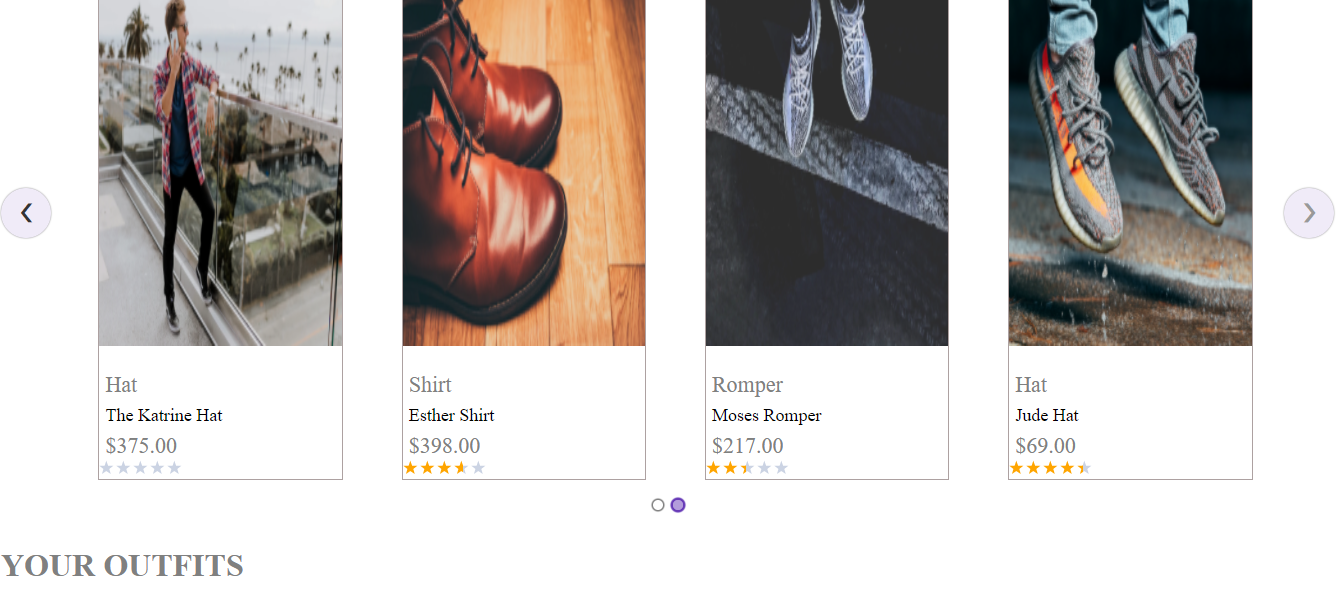 Hat
The Katrine Hat
$375.00
Shirt
Esther Shirt
$398.00
Romper
Moses Romper
$217.00
Hat
Jude Hat
$69.00
YOUR OUTFITS